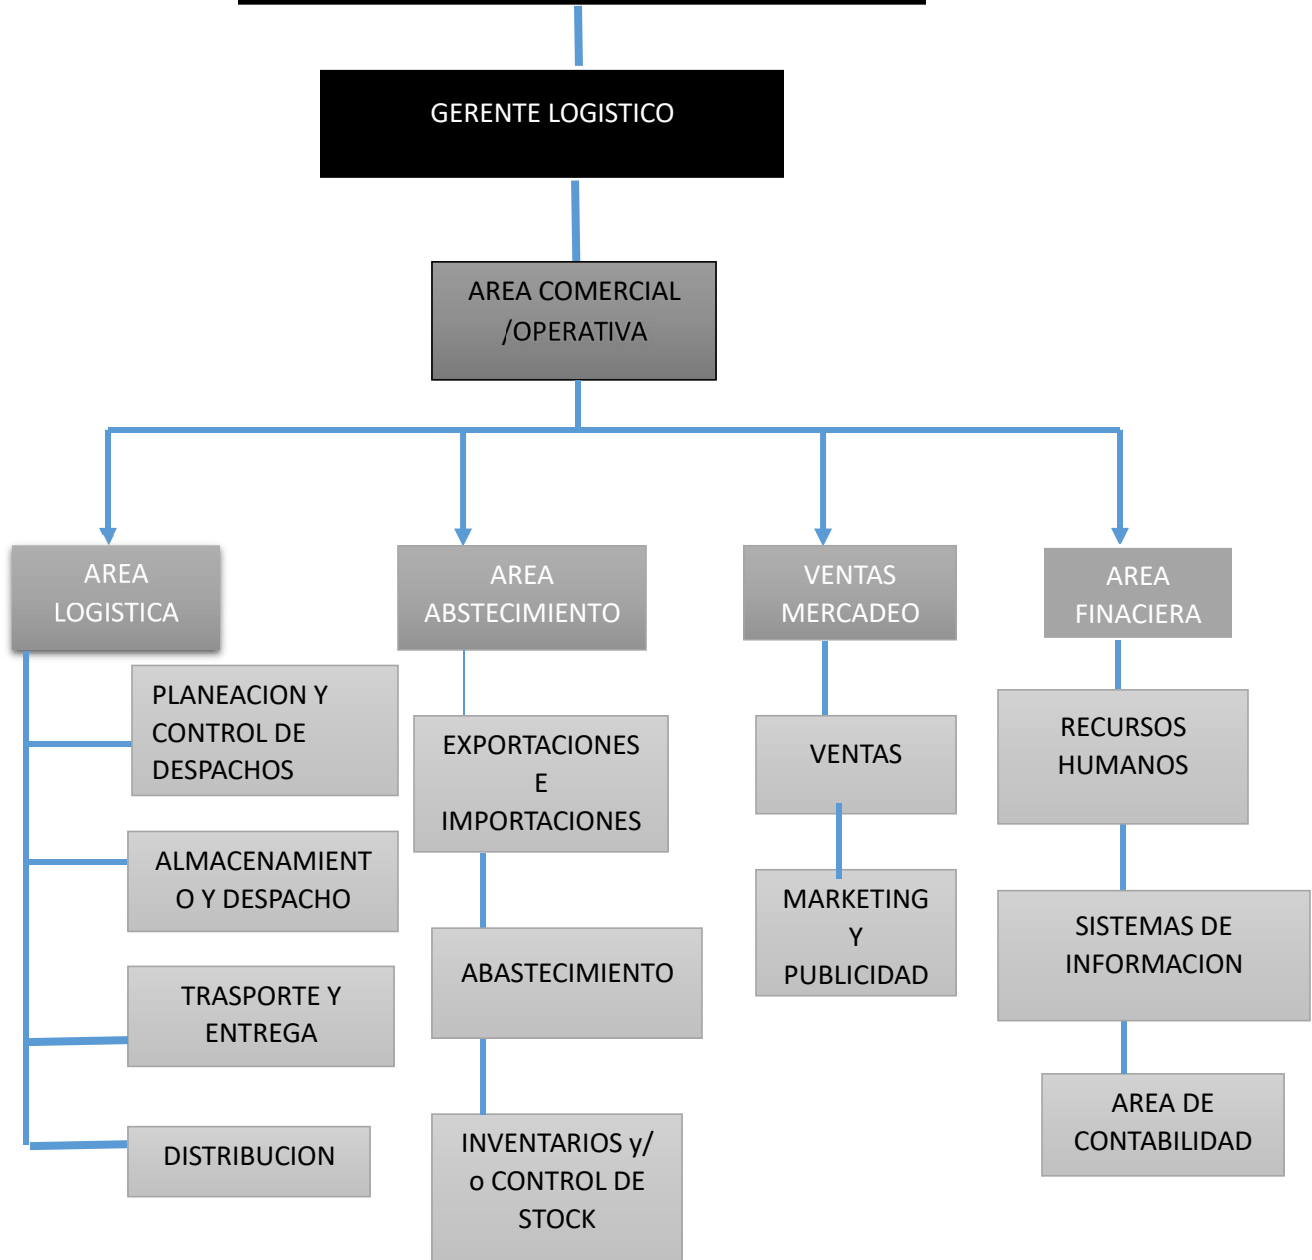 GERENTE LOGISTICO
AREA COMERCIAL
/OPERATIVA
AREA
LOGISTICA
AREA
ABSTECIMIENTO
VENTAS
MERCADEO
AREA
FINACIERA
PLANEACION Y
CONTROL DE
DESPACHOS
ALMACENAMIENT
O Y DESPACHO
TRASPORTE Y
ENTREGA
DISTRIBUCION
EXPORTACIONES
E
IMPORTACIONES
ABASTECIMIENTO
INVENTARIOS y/
o CONTROL DE
STOCK
VENTAS
MARKETING
Y
PUBLICIDAD
RECURSOS
HUMANOS
SISTEMAS DE
INFORMACION
AREA DE
CONTABILIDAD